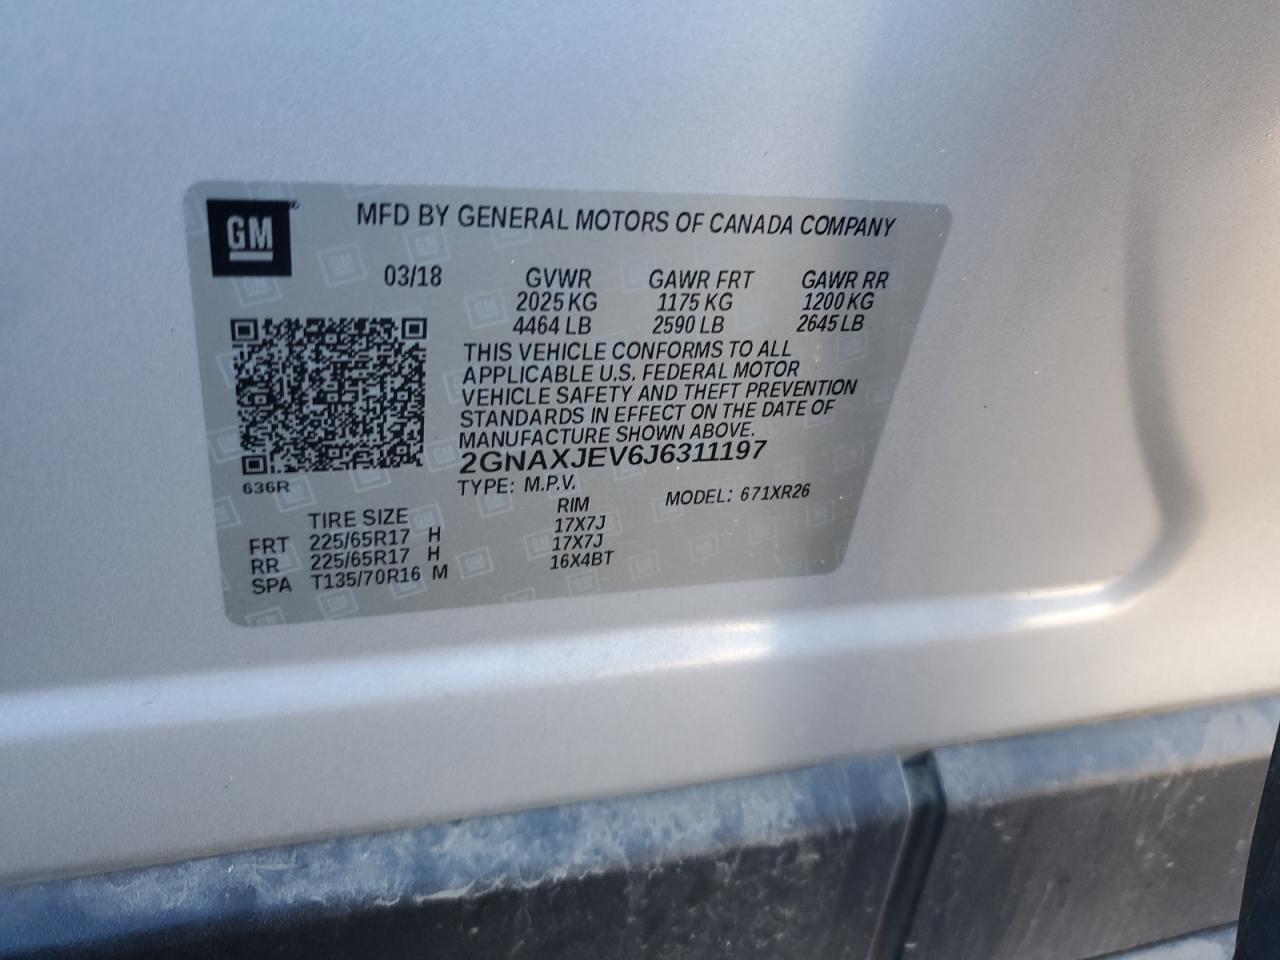 GM
MFD BY GENERAL MOTORS OF CANADA COMPANY
03/18 GVWR GAWR FRT GAWR RR
2025 KG 1175 KG 1200 KG
4464 LB 2590 LB 2645 LB
THIS VEHICLE CONFORMS TO ALL
APPLICABLE U.S. FEDERAL MOTOR
VEHICLE SAFETY AND THEFT PREVENTION
STANDARDS IN EFFECT ON THE DATE OF
MANUFACTURE SHOWN ABOVE.
2GNAXJEV6J6311197
636R
TYPE: M.P.V. MODEL: 671XR26
TIRE SIZE RIM
FRT 225/65R17 H 17X7J
RR 225/65R17 H 17X7J
SPA T135/70R16 M 16X4BT